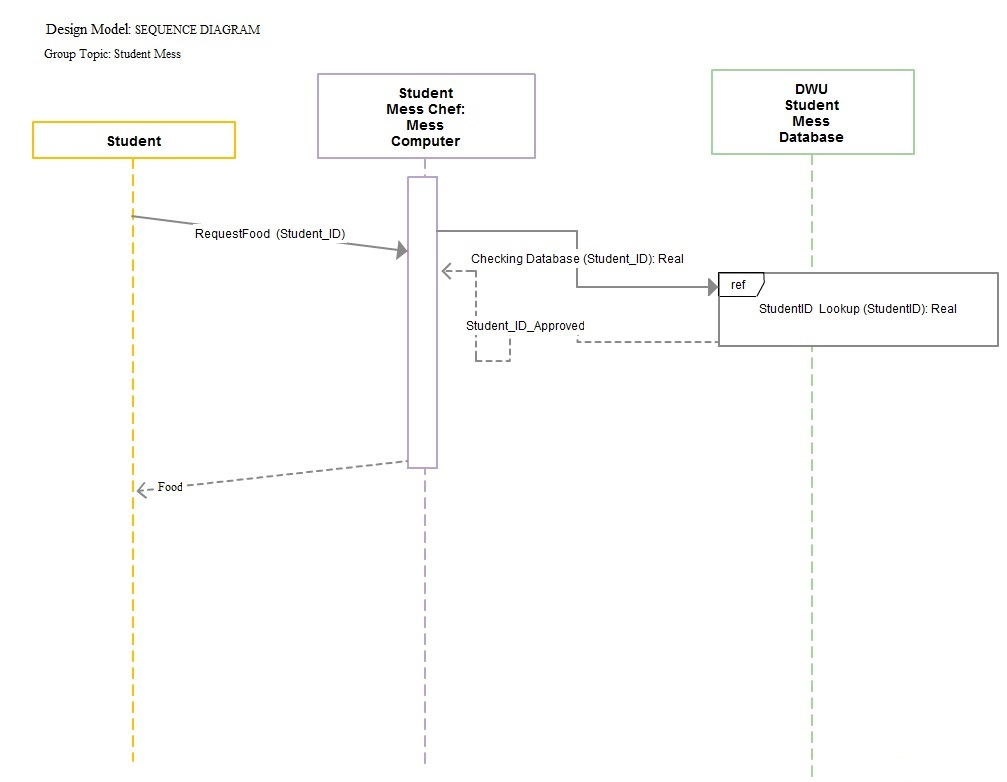 Design Model: SEQUENCE DIAGRAM
Group Topic: Student Mess
Student
Student
Mess Chef:
Mess
Computer
DWU
Student
Mess
Database
RequestFood (Student_ID)
Checking Database (Student_ID): Real
ref
StudentID Lookup (StudentID): Real
Student_ID_Approved
Food